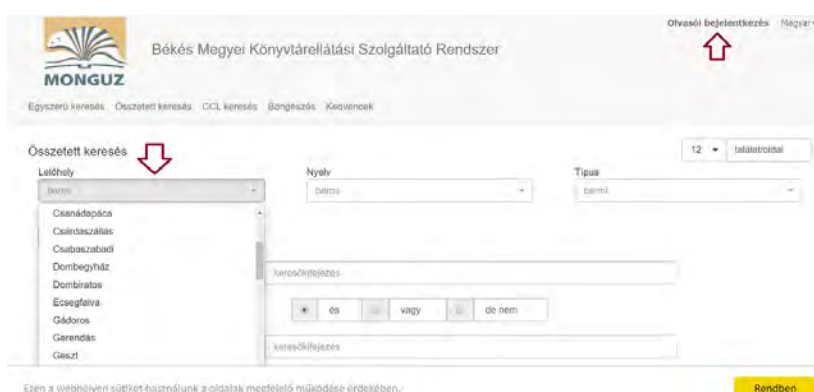 Olvasói bejelentkezés Magyar
Békés Megyei Könyvtárellátási Szolgáltató Rendszer
MONGUZ
Egyszerű keresés Összetett keresés CCL keresés Böngészés Kedvencek
Összetett keresés
12 találat/oldal
Lelőhely Nyelv Típus
bármi bármi bármi
Csanádapáca
Csárdaszállás
Csabaszabadi
Dombegyház
Dombiratos
Ecsegfalva
Gádoros
Gerendás
Geszt
keresőkifejezés
és vagy de nem
keresőkifejezés
Ezen a webhelyen sütiket használunk a oldalak megfelelő működése érdekében.
Rendben